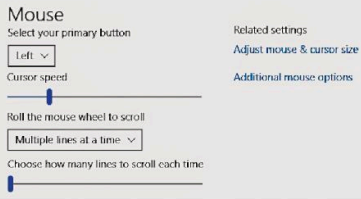 Mouse
Select your primary button
Left
Cursor speed
Roll the mouse wheel to scroll
Multiple lines at a time
Choose how many lines to scroll each time
Related settings
Adjust mouse & cursor size
Additional mouse options